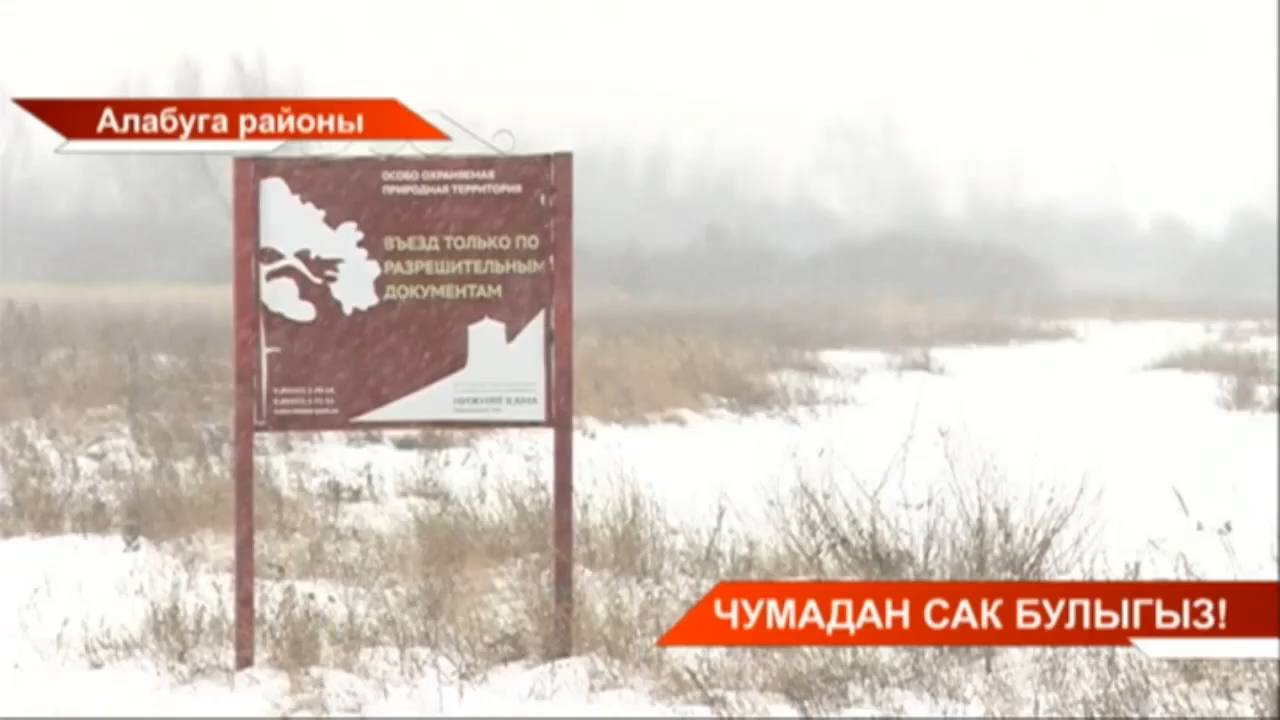 Алабуга районы
ОСОБО ОХРАНЯЕМАЯ
ПРИРОДНАЯ ТЕРРИТОРИЯ
ВЪЕЗД ТОЛЬКО ПО
РАЗРЕШИТЕЛЬНЫМ
ДОКУМЕНТАМ
НИЖНЯЯ КАМА
ЧУМАДАН САК БУЛЫГЫЗ!